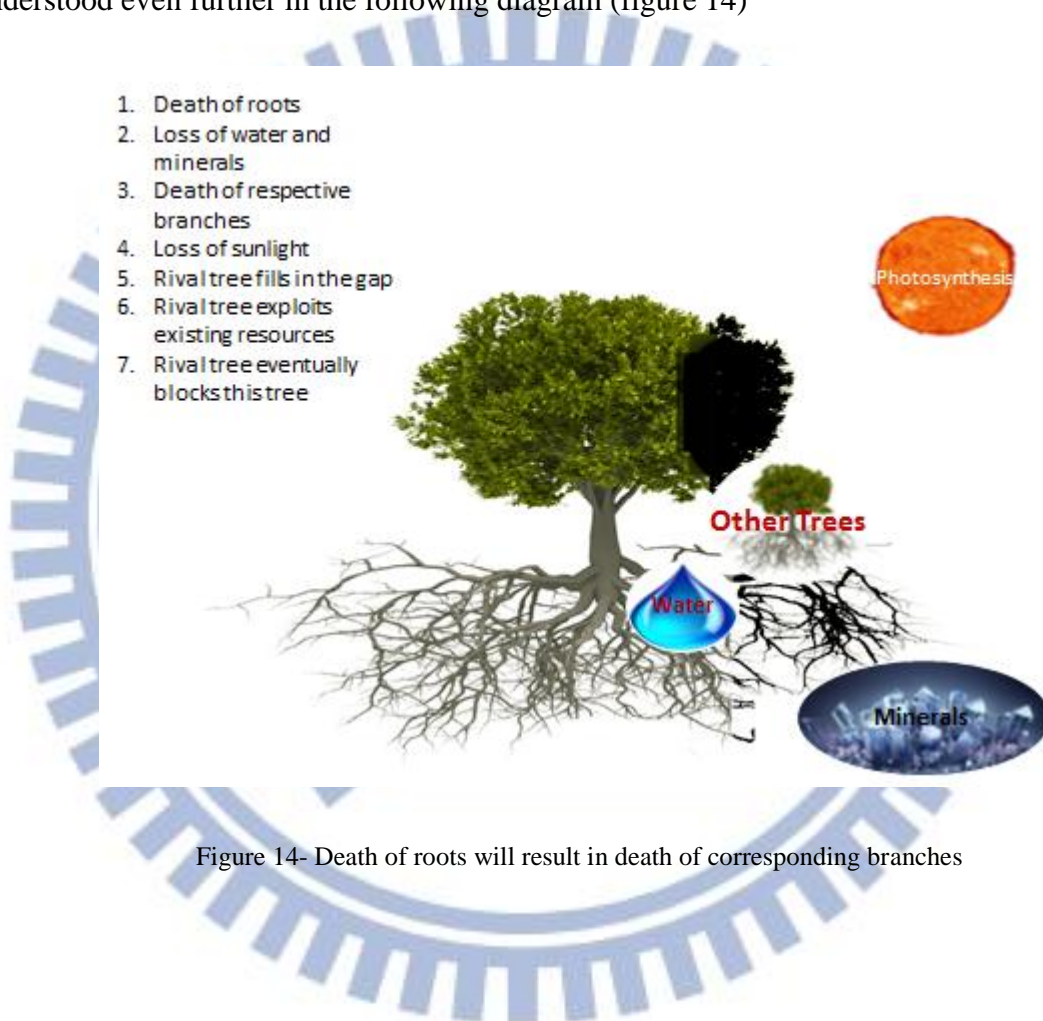 nderstood even further in the following diagram (figure 14)
1. Death of roots
2. Loss of water and
minerals
3. Death of respective
branches
4. Loss of sunlight
5. Rival tree fills in the gap
6. Rival tree exploits
existing resources
7. Rival tree eventually
blocks this tree
Photosynthesis
Other Trees
Water
Minerals
Figure 14- Death of roots will result in death of corresponding branches